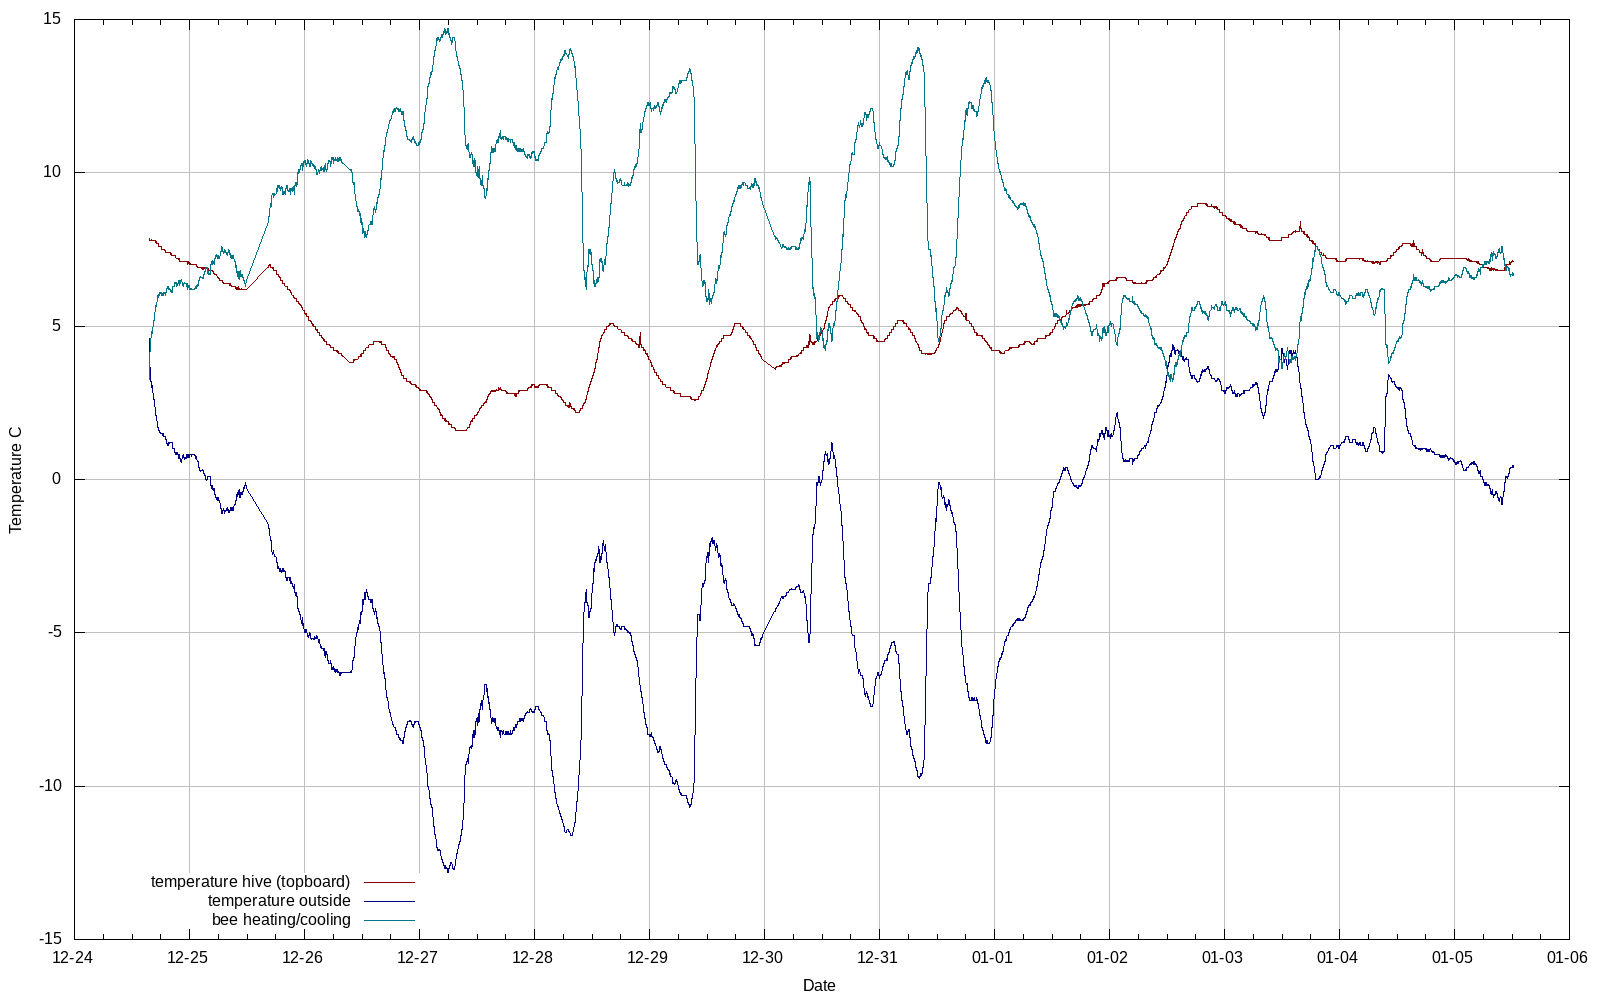 15
10
5
0
-5
-10
-15
Temperature C
temperature hive (topboard)
temperature outside
bee heating/cooling
12-24 12-25 12-26 12-27 12-28 12-29 12-30 12-31 01-01 01-02 01-03 01-04 01-05 01-06
Date